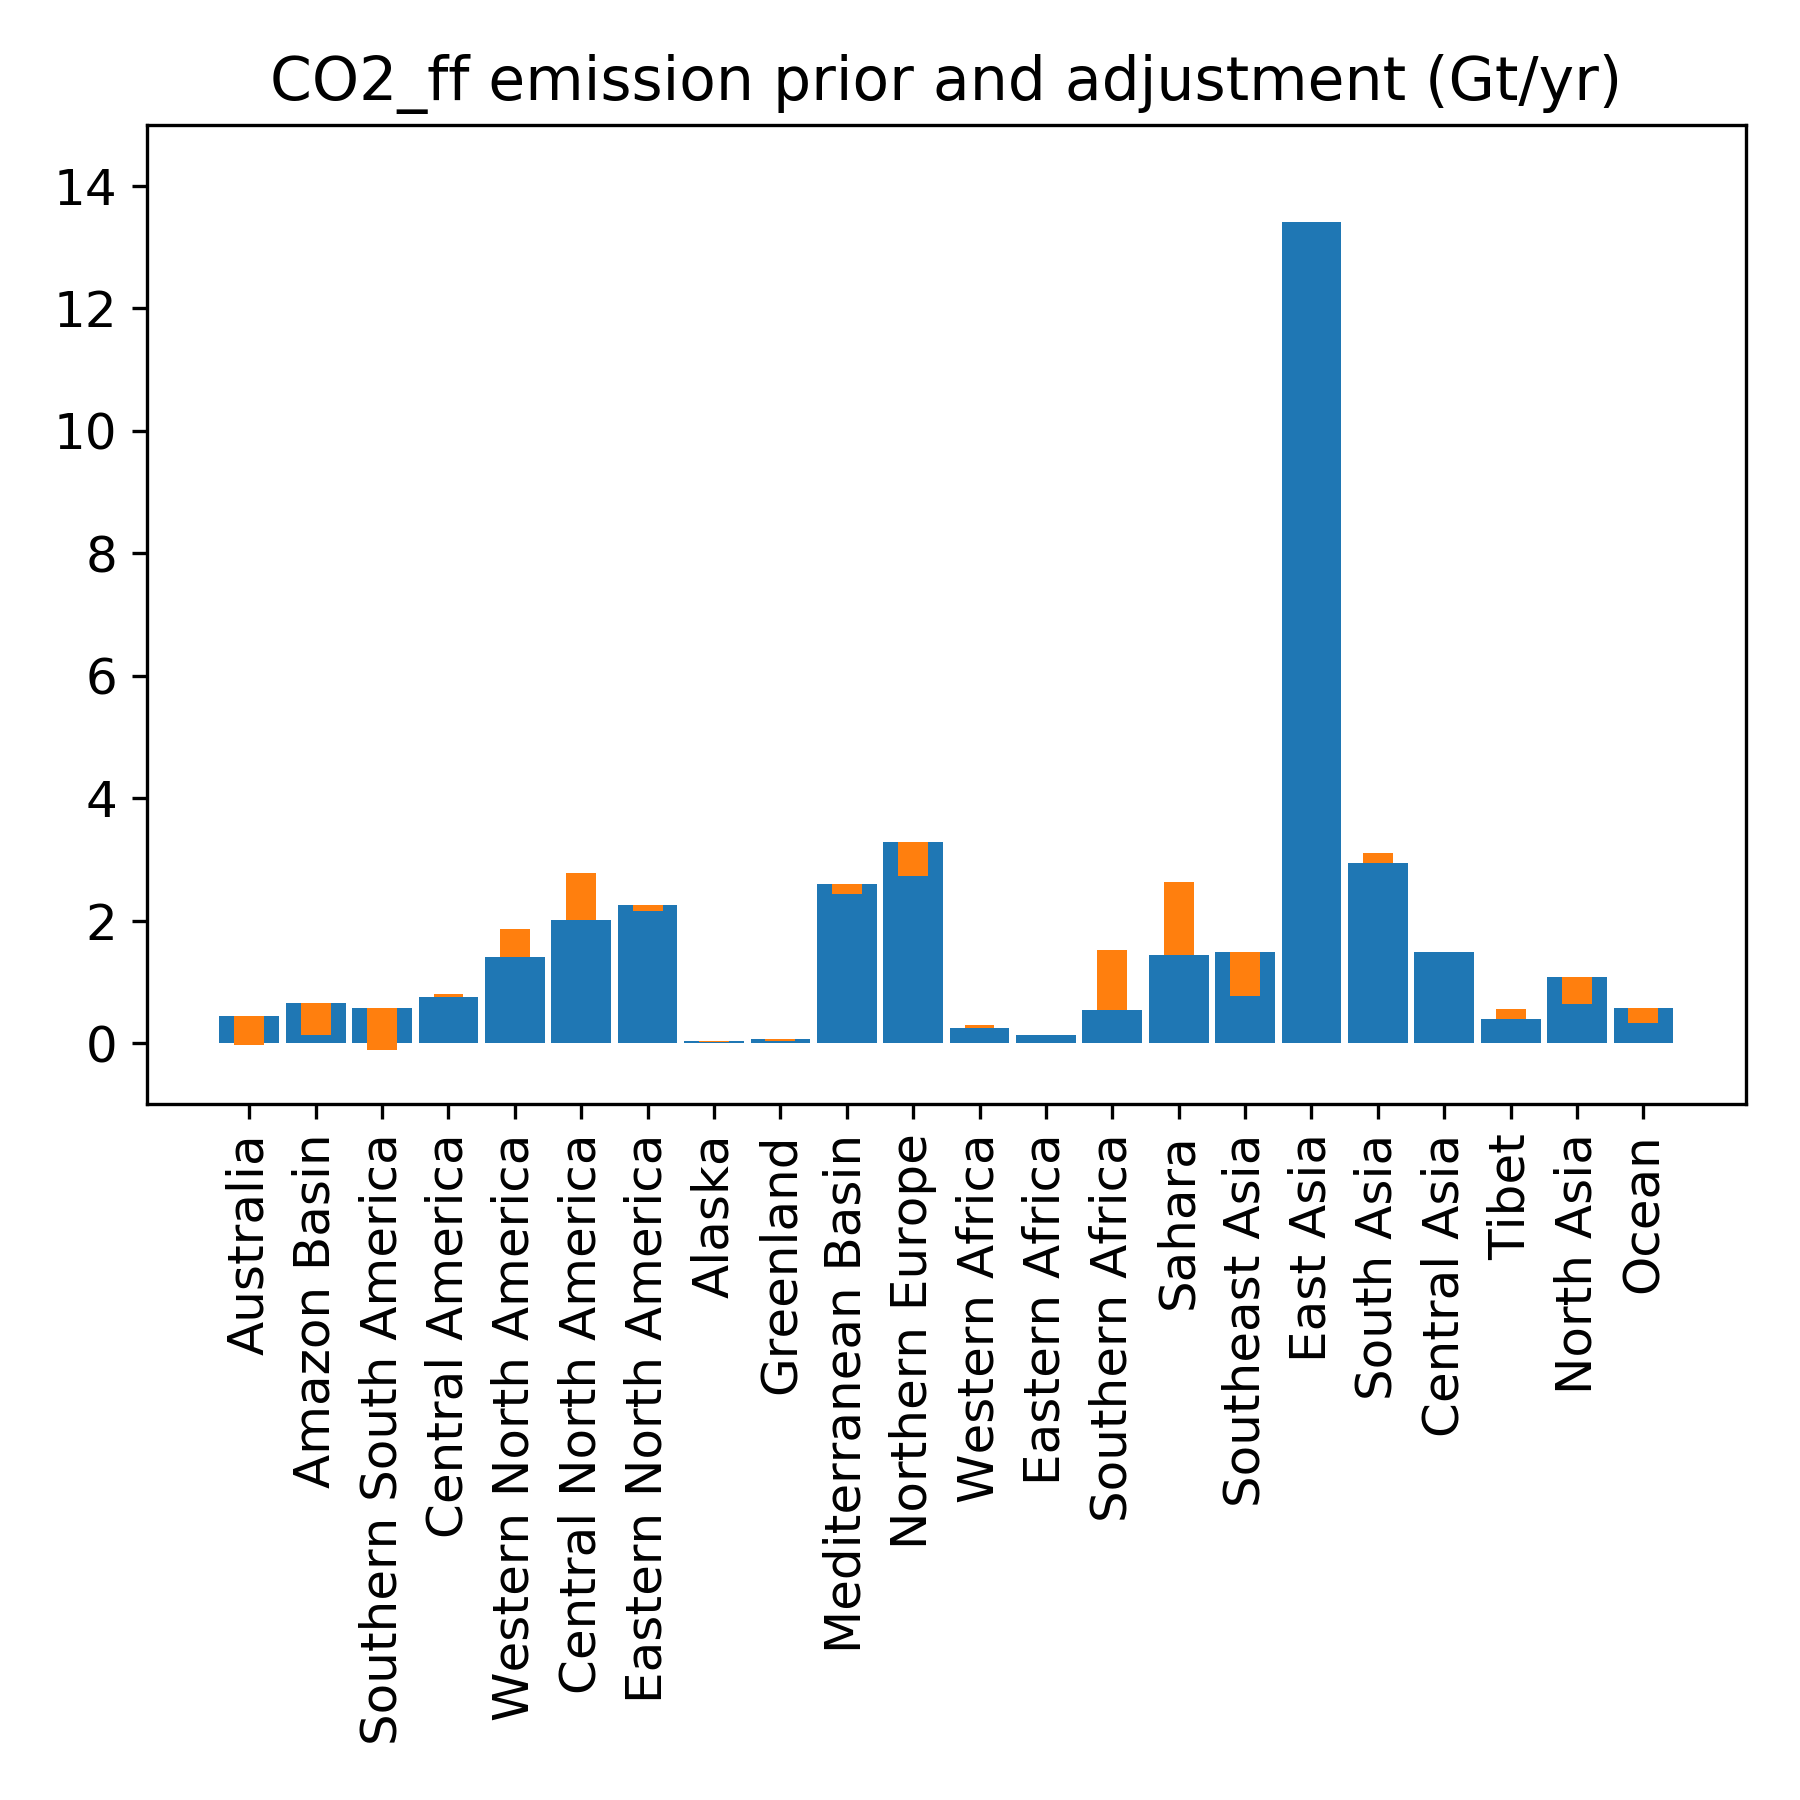 CO2_ff emission prior and adjustment (Gt/yr)
14
12
10
8
6
4
2
0
Australia
Amazon Basin
Southern South America
Central America
Western North America
Central North America
Eastern North America
Alaska
Greenland
Mediterranean Basin
Northern Europe
Western Africa
Eastern Africa
Southern Africa
Sahara
Southeast Asia
East Asia
South Asia
Central Asia
Tibet
North Asia
Ocean